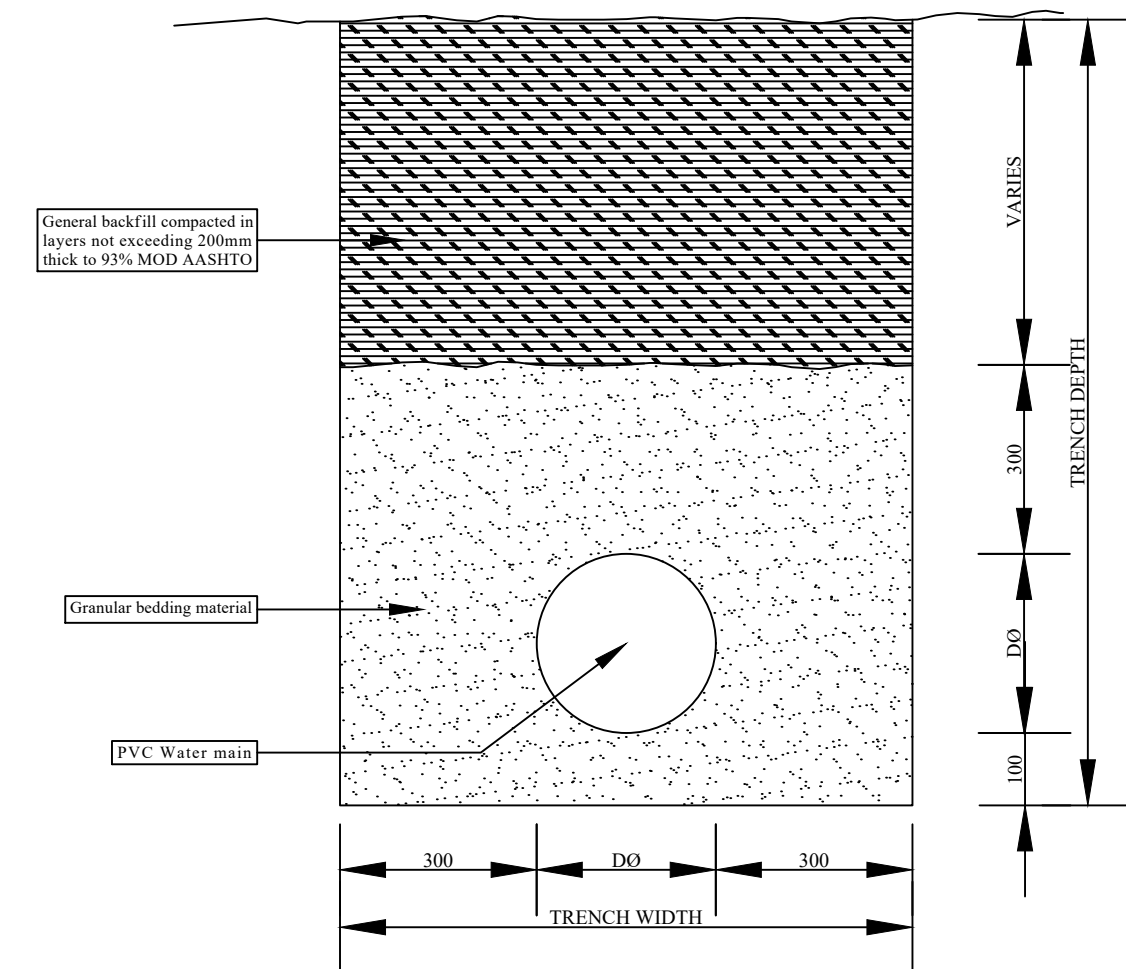 General backfill compacted in
layers not exceeding 200mm
thick to 93% MOD AASHTO
VARIES
TRENCH DEPTH
300
Granular bedding material
DØ
PVC Water main
100
300
DØ
300
TRENCH WIDTH